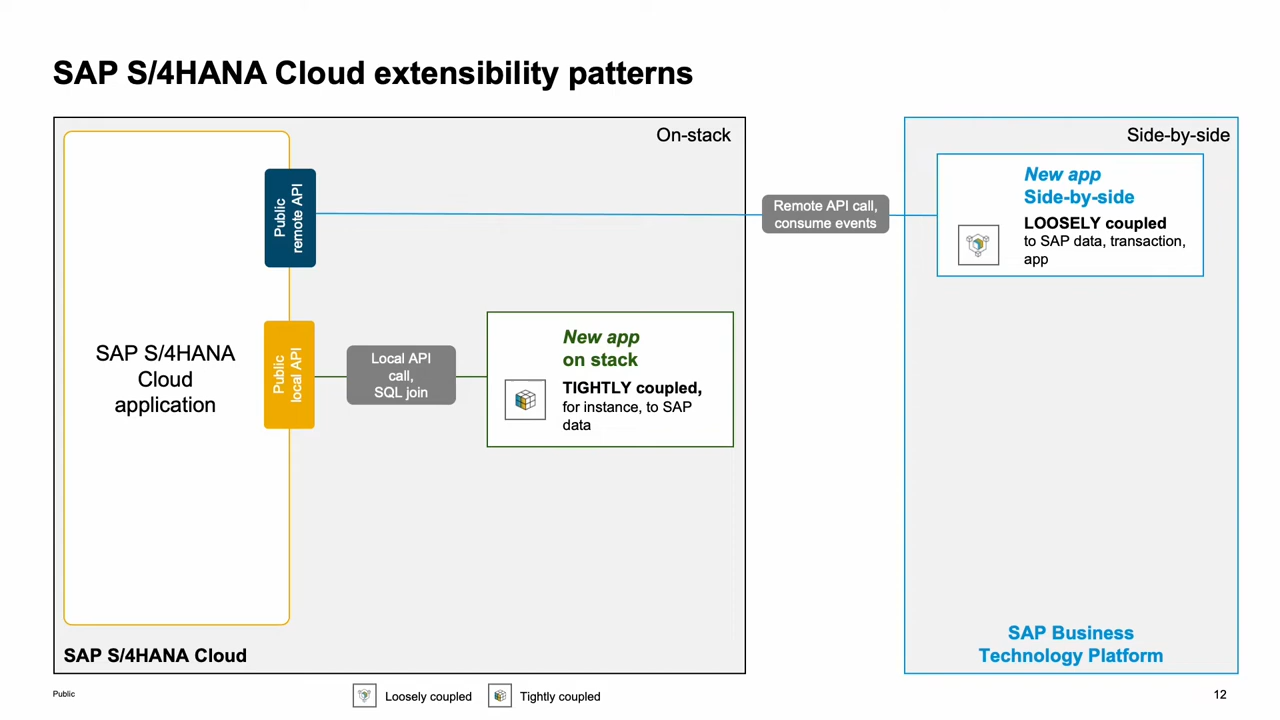 SAP S/4HANA Cloud extensibility patterns
On-stack
Side-by-side
Public
remote API
Remote API call,
consume events
New app
Side-by-side
LOOSELY coupled
to SAP data, transaction,
app
SAP S/4HANA
Cloud
application
Public
local API
Local API
call,
SQL join
New app
on stack
TIGHTLY coupled,
for instance, to SAP
data
SAP S/4HANA Cloud
SAP Business
Technology Platform
Public
Loosely coupled
Tightly coupled
12